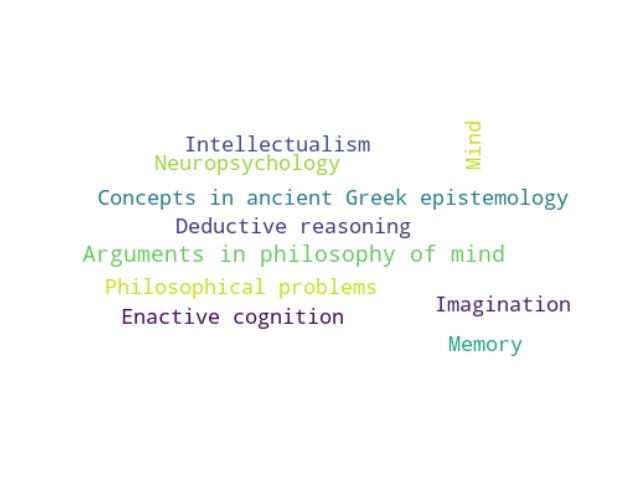 Intellectualism
Mind
Neuropsychology
Concepts in ancient Greek epistemology
Deductive reasoning
Arguments in philosophy of mind
Philosophical problems
Imagination
Enactive cognition
Memory